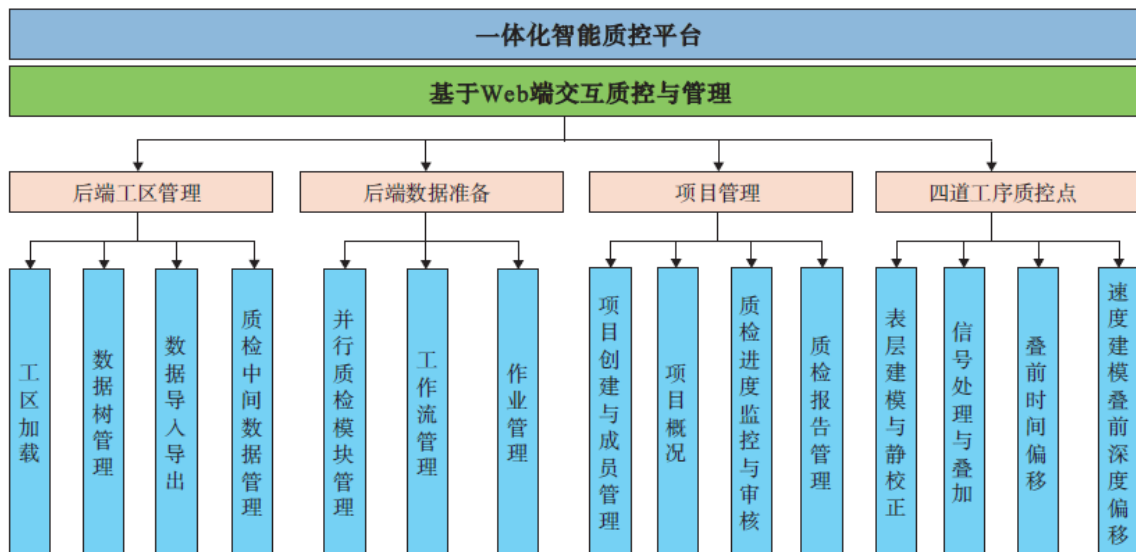 一体化智能质控平台
基于Web端交互质控与管理
后端工区管理
后端数据准备
项目管理
四道工序质控点
工区加载
数据树管理
数据导入导出
质检中间数据管理
并行质检模块管理
工作流管理
作业管理
项目创建与成员管理
项目概况
质检进度监控与审核
质检报告管理
表层建模与静校正
信号处理与叠加
叠前时间偏移
速度建模叠前深度偏移